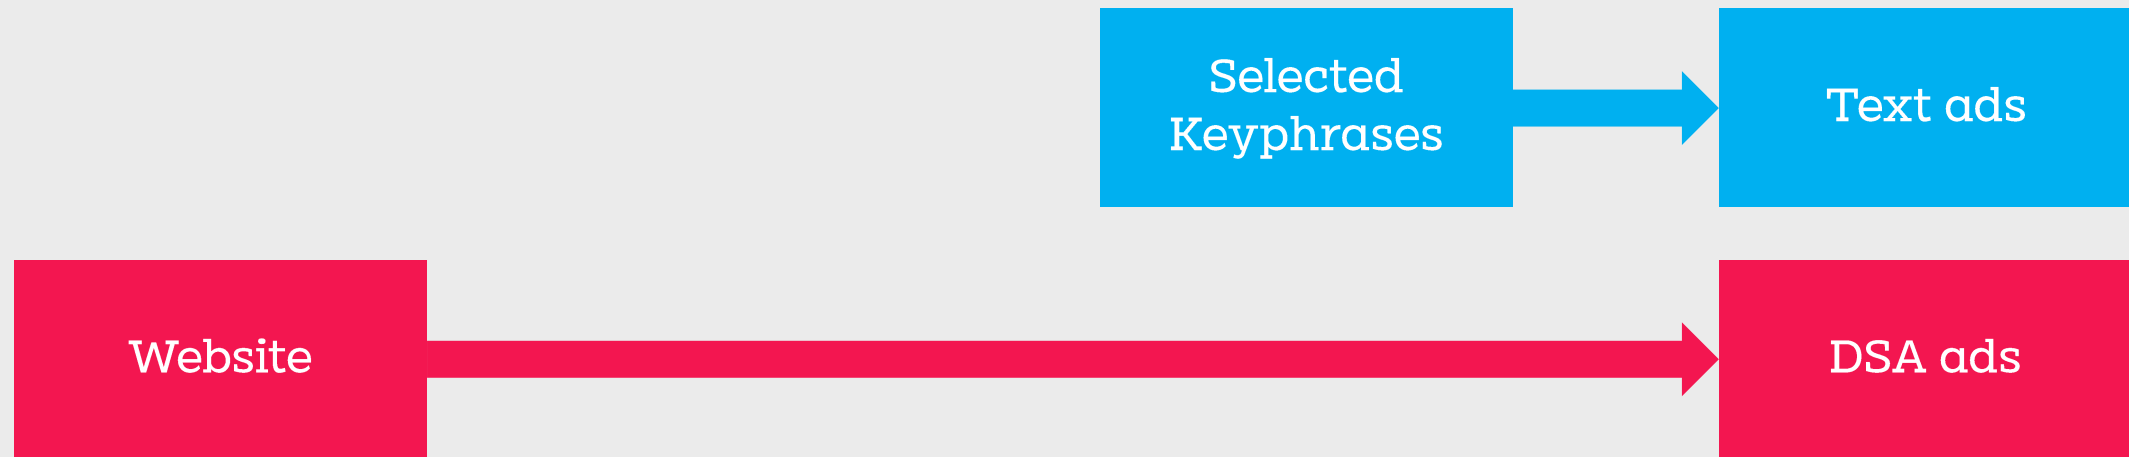 Selected
Keyphrases
Text ads
Website
DSA ads